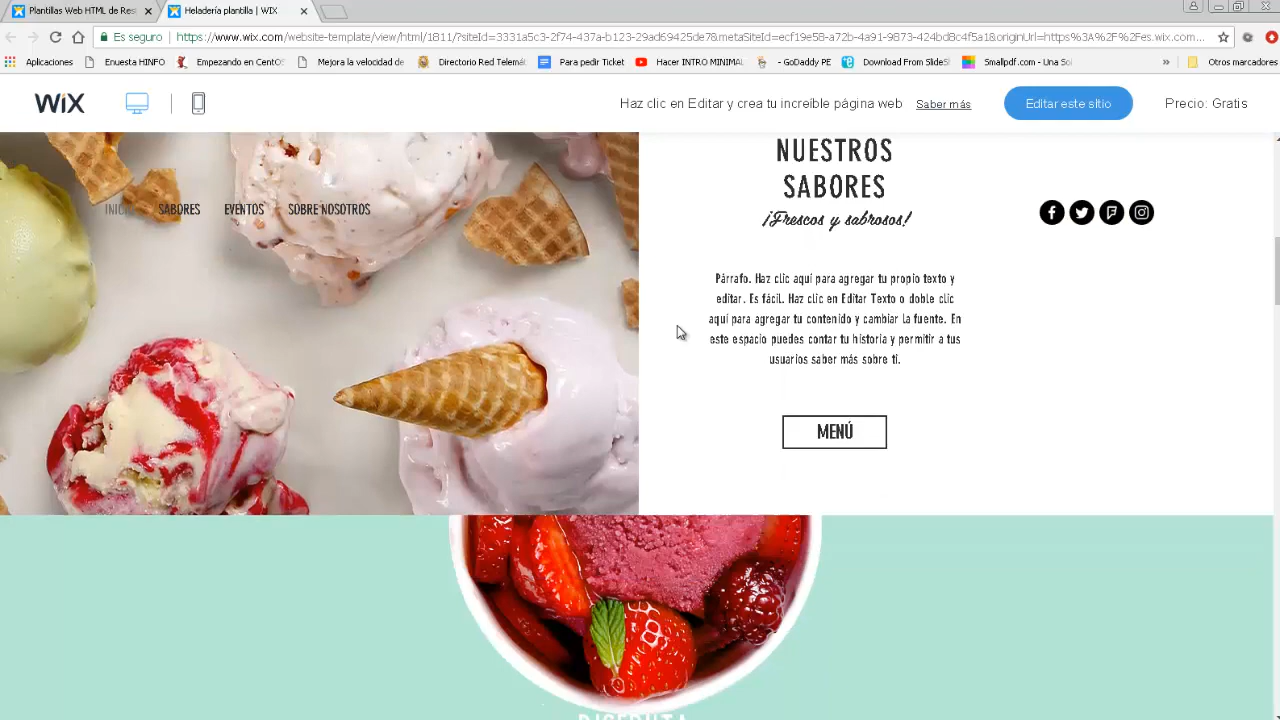 Plantillas Web HTML de Res
Heladería plantilla | WIX
Es seguro
https://www.wix.com/website-template/view/html/1811/?siteId=3331a5c3-2f74-437a-b123-29ad69425de7&metaSiteId=ecf19e58-a72b-4a91-9873-424bd8c4f5a1&originUrl=https%3A%2F%2Fes.wix.com...
Aplicaciones
Enuesta HINFO
Empezando en CentOS
Mejora la velocidad de
Directorio Red Telemá
Para pedir Ticket
Hacer INTRO MINIMAL
- GoDaddy PE
Download From SlideS
Smallpdf.com - Una Sol
»
Otros marcadores
WiX
Haz clic en Editar y crea tu increíble página web
Saber más
Editar este sitio
Precio: Gratis
INICIO
SABORES
EVENTOS
SOBRE NOSOTROS
NUESTROS
SABORES
¡Frescos y sabrosos!
Párrafo. Haz clic aquí para agregar tu propio texto y
editar. Es fácil. Haz clic en Editar Texto o doble clic
aquí para agregar tu contenido y cambiar la fuente. En
este espacio puedes contar tu historia y permitir a tus
usuarios saber más sobre ti.
MENÚ
DISFRUTA